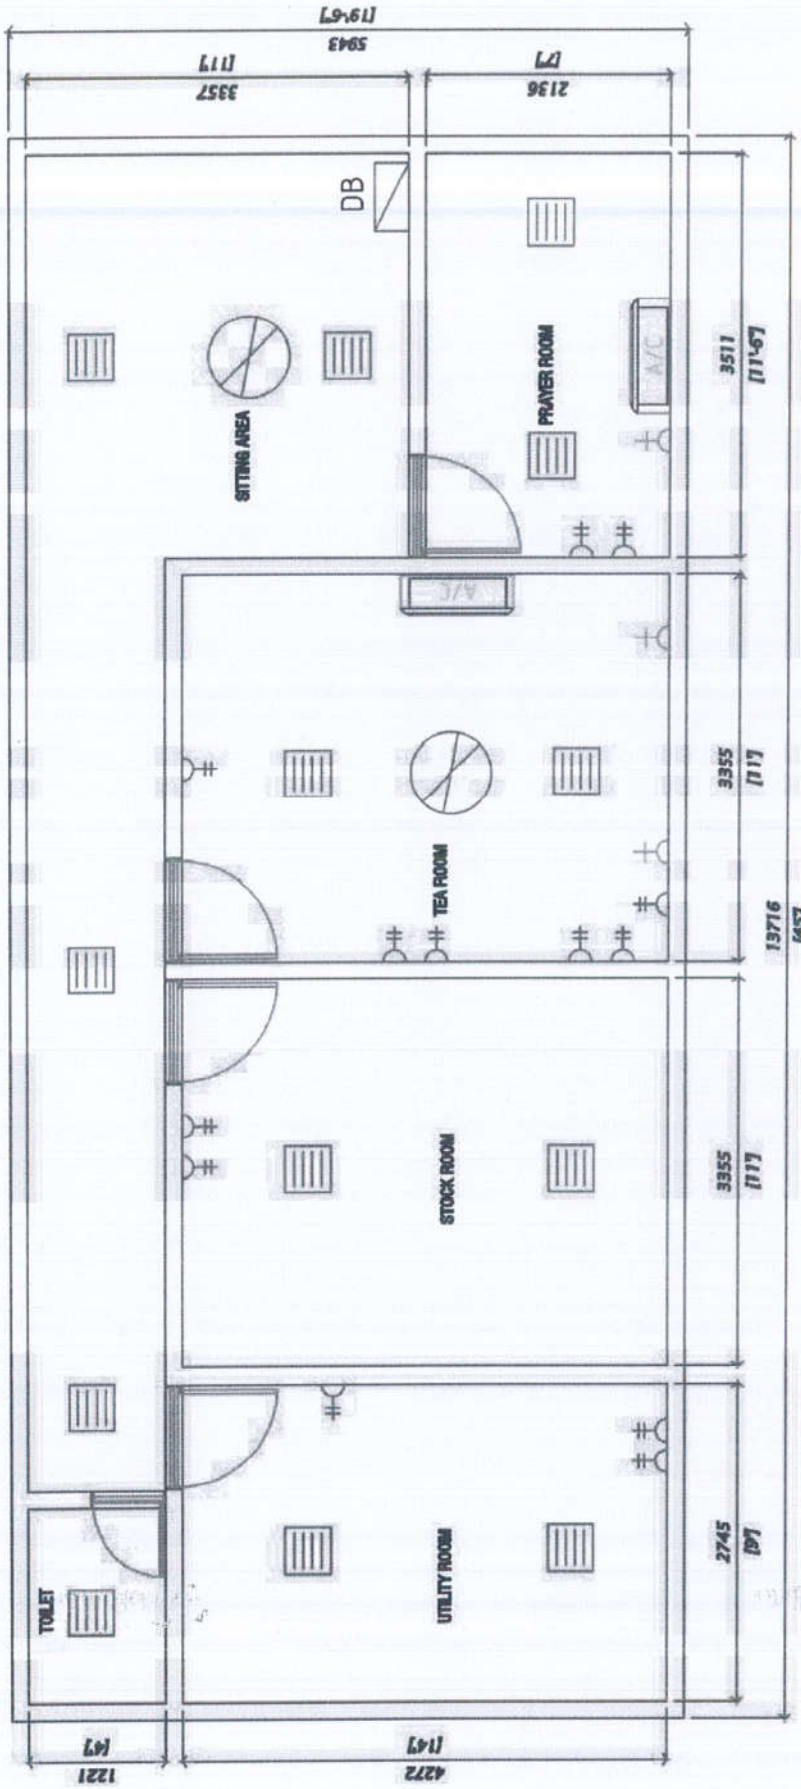 5943
[19'-6"]
3357
[11']
2136
[7']
DB
SITTING AREA
PRAYER ROOM
A/C
3511
[11'-6"]
A/C
TEA ROOM
3355
[11']
13716
[45']
STOCK ROOM
3355
[11']
TOILET
UTILITY ROOM
2745
[9']
1221
[4']
4272
[14']